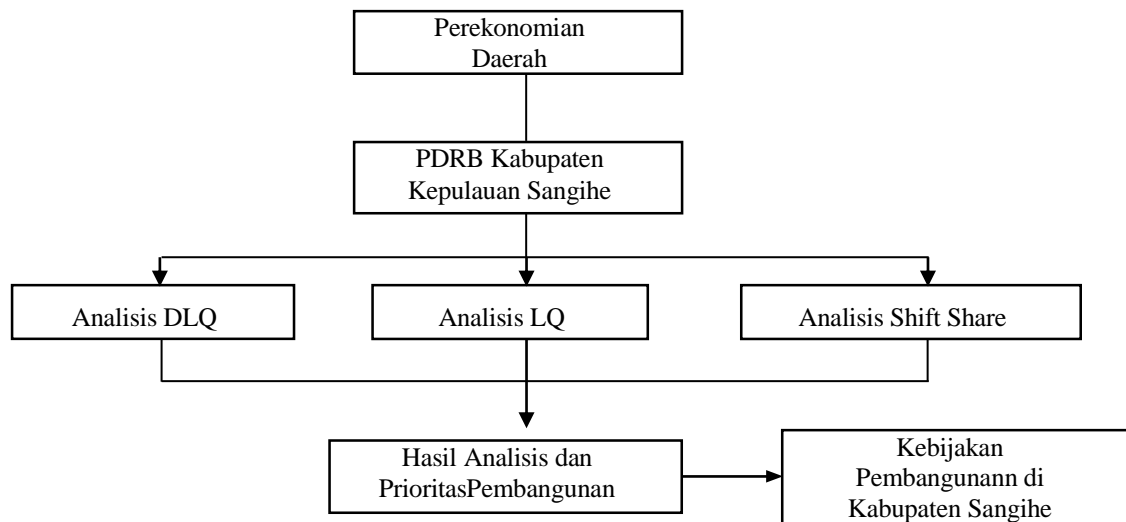 Perekonomian
Daerah
PDRB Kabupaten
Kepulauan Sangihe
Analisis DLQ
Analisis LQ
Analisis Shift Share
Hasil Analisis dan
PrioritasPembangunan
Kebijakan
Pembangunann di
Kabupaten Sangihe